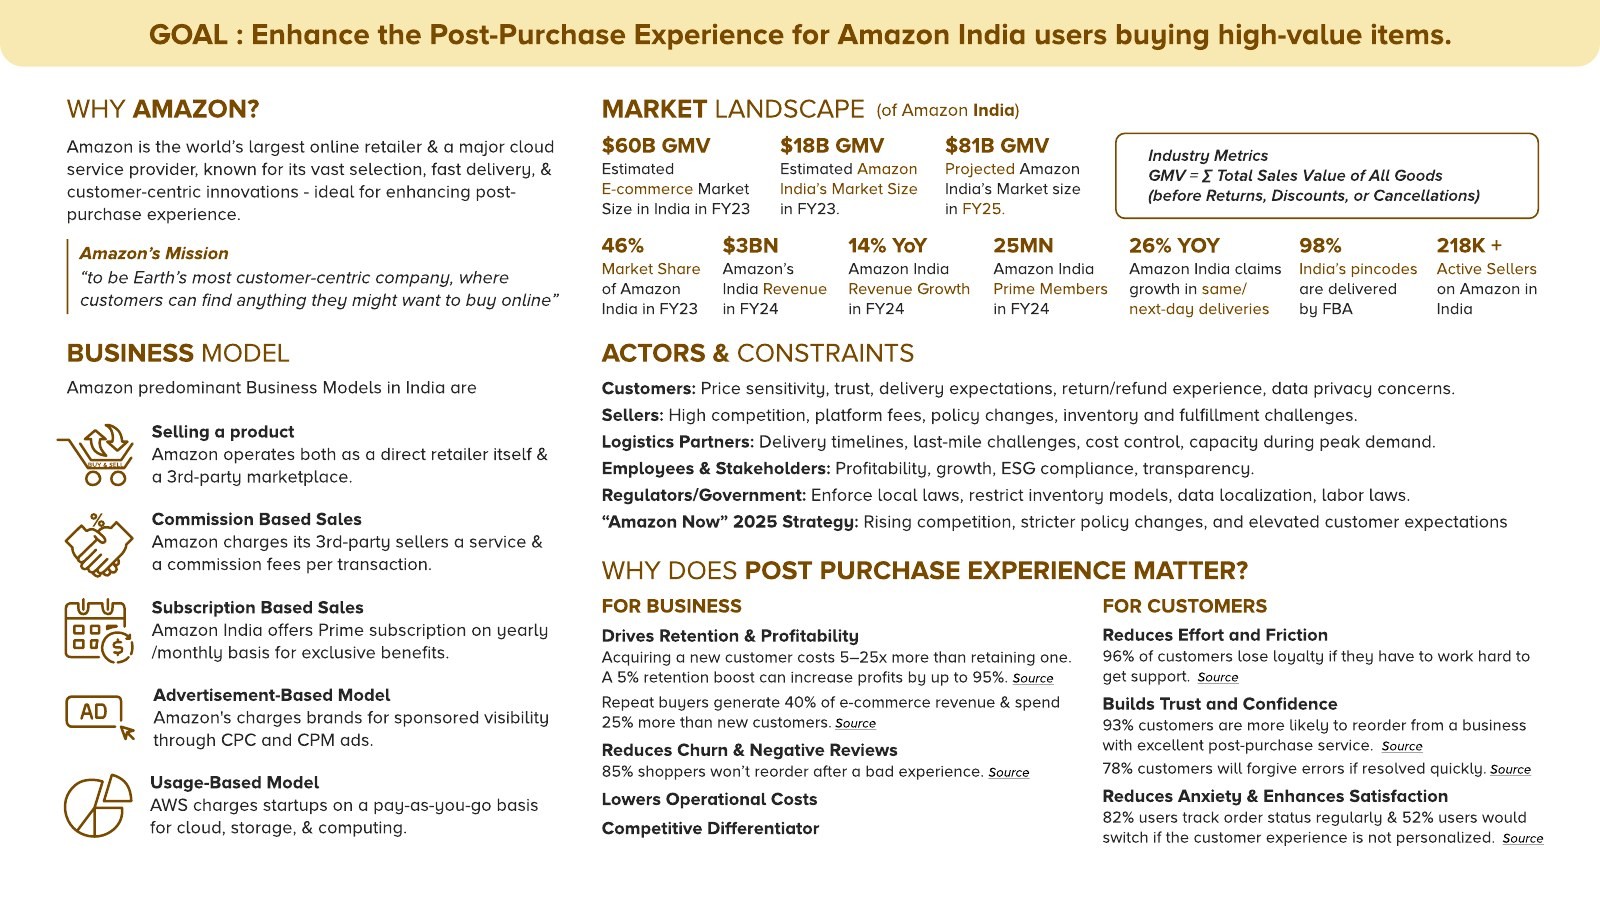 GOAL : Enhance the Post-Purchase Experience for Amazon India users buying high-value items.
WHY AMAZON?
Amazon is the world's largest online retailer & a major cloud
service provider, known for its vast selection, fast delivery, &
customer-centric innovations - ideal for enhancing post-
purchase experience.
Amazon's Mission
“to be Earth's most customer-centric company, where
customers can find anything they might want to buy online”
BUSINESS MODEL
Amazon predominant Business Models in India are
BUY & SELL
Selling a product
Amazon operates both as a direct retailer itself &
a 3rd-party marketplace.
%
Commission Based Sales
Amazon charges its 3rd-party sellers a service &
a commission fees per transaction.
$
Subscription Based Sales
Amazon India offers Prime subscription on yearly
/monthly basis for exclusive benefits.
AD
Advertisement-Based Model
Amazon's charges brands for sponsored visibility
through CPC and CPM ads.
Usage-Based Model
AWS charges startups on a pay-as-you-go basis
for cloud, storage, & computing.
MARKET LANDSCAPE (of Amazon India)
$60B GMV
Estimated
E-commerce Market
Size in India in FY23
$18B GMV
Estimated Amazon
India's Market Size
in FY23.
$81B GMV
Projected Amazon
India's Market size
in FY25.
Industry Metrics
GMV = Σ Total Sales Value of All Goods
(before Returns, Discounts, or Cancellations)
46%
Market Share
of Amazon
India in FY23
$3BN
Amazon's
India Revenue
in FY24
14% YoY
Amazon India
Revenue Growth
in FY24
25MN
Amazon India
Prime Members
in FY24
26% YOY
Amazon India claims
growth in same/
next-day deliveries
98%
India's pincodes
are delivered
by FBA
218K +
Active Sellers
on Amazon in
India
ACTORS & CONSTRAINTS
Customers: Price sensitivity, trust, delivery expectations, return/refund experience, data privacy concerns.
Sellers: High competition, platform fees, policy changes, inventory and fulfillment challenges.
Logistics Partners: Delivery timelines, last-mile challenges, cost control, capacity during peak demand.
Employees & Stakeholders: Profitability, growth, ESG compliance, transparency.
Regulators/Government: Enforce local laws, restrict inventory models, data localization, labor laws.
“Amazon Now” 2025 Strategy: Rising competition, stricter policy changes, and elevated customer expectations
WHY DOES POST PURCHASE EXPERIENCE MATTER?
FOR BUSINESS
Drives Retention & Profitability
Acquiring a new customer costs 5–25x more than retaining one.
A 5% retention boost can increase profits by up to 95%. Source
Repeat buyers generate 40% of e-commerce revenue & spend
25% more than new customers. Source
Reduces Churn & Negative Reviews
85% shoppers won't reorder after a bad experience. Source
Lowers Operational Costs
Competitive Differentiator
FOR CUSTOMERS
Reduces Effort and Friction
96% of customers lose loyalty if they have to work hard to
get support. Source
Builds Trust and Confidence
93% customers are more likely to reorder from a business
with excellent post-purchase service. Source
78% customers will forgive errors if resolved quickly. Source
Reduces Anxiety & Enhances Satisfaction
82% users track order status regularly & 52% users would
switch if the customer experience is not personalized. Source